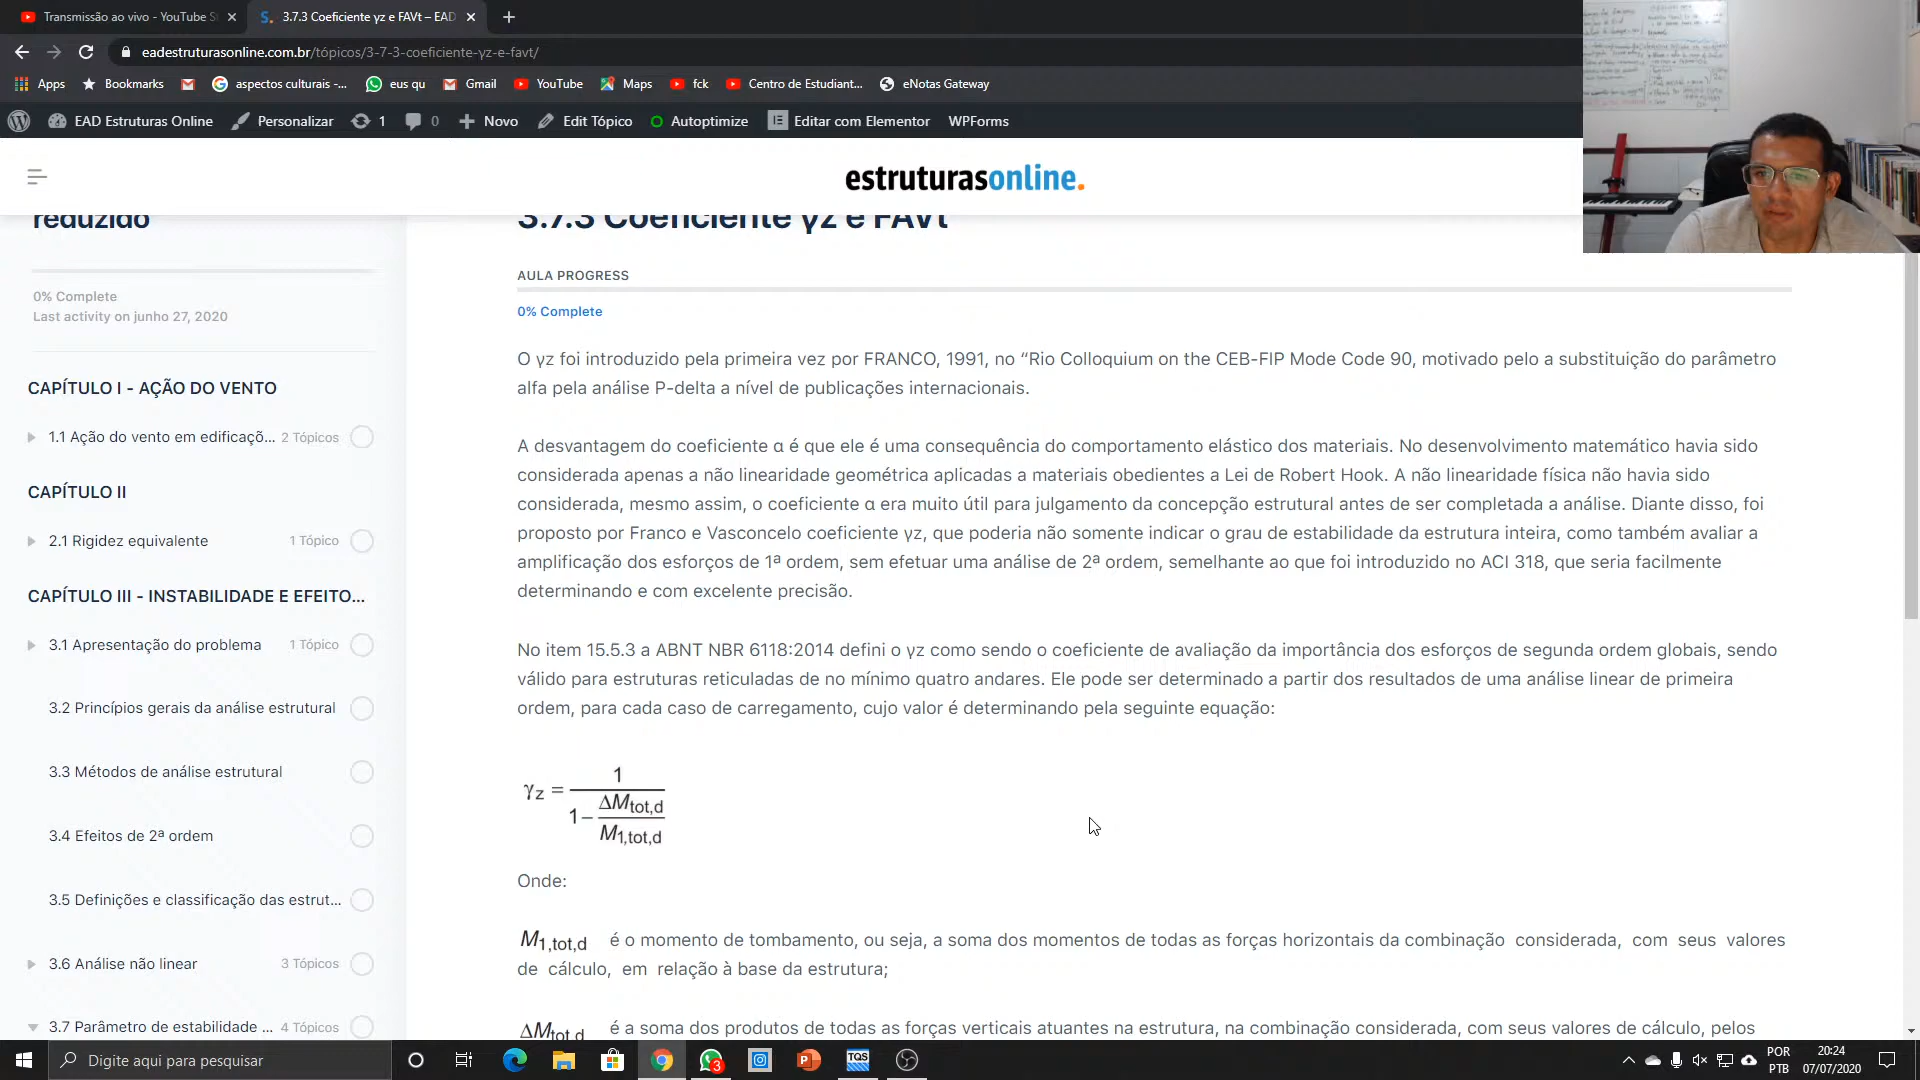 Transmissão ao vivo - YouTube S
3.7.3 Coeficiente γz e FAVt – EAD
eadestruturasonline.com.br/tópicos/3-7-3-coeficiente-γz-e-favt/
Apps
Bookmarks
aspectos culturais -...
eus qu
Gmail
YouTube
Maps
fck
Centro de Estudiant...
eNotas Gateway
EAD Estruturas Online
Personalizar
1
0
Novo
Edit Tópico
Autoptimize
Editar com Elementor
WPForms
estruturasonline.
reduzido
0% Complete
Last activity on junho 27, 2020
CAPÍTULO I - AÇÃO DO VENTO
1.1 Ação do vento em edificaçõ... 2 Tópicos
CAPÍTULO II
2.1 Rigidez equivalente 1 Tópico
CAPÍTULO III - INSTABILIDADE E EFEITO...
3.1 Apresentação do problema 1 Tópico
3.2 Princípios gerais da análise estrutural
3.3 Métodos de análise estrutural
3.4 Efeitos de 2ª ordem
3.5 Definições e classificação das estrut...
3.6 Análise não linear 3 Tópicos
3.7 Parâmetro de estabilidade ... 4 Tópicos
3.7.3 Coeficiente γz e FAVt
AULA PROGRESS
0% Complete
O γz foi introduzido pela primeira vez por FRANCO, 1991, no “Rio Colloquium on the CEB-FIP Mode Code 90, motivado pelo a substituição do parâmetro
alfa pela análise P-delta a nível de publicações internacionais.
A desvantagem do coeficiente α é que ele é uma consequência do comportamento elástico dos materiais. No desenvolvimento matemático havia sido
considerada apenas a não linearidade geométrica aplicadas a materiais obedientes a Lei de Robert Hook. A não linearidade física não havia sido
considerada, mesmo assim, o coeficiente α era muito útil para julgamento da concepção estrutural antes de ser completada a análise. Diante disso, foi
proposto por Franco e Vasconcelo coeficiente γz, que poderia não somente indicar o grau de estabilidade da estrutura inteira, como também avaliar a
amplificação dos esforços de 1ª ordem, sem efetuar uma análise de 2ª ordem, semelhante ao que foi introduzido no ACI 318, que seria facilmente
determinando e com excelente precisão.
No item 15.5.3 a ABNT NBR 6118:2014 defini o γz como sendo o coeficiente de avaliação da importância dos esforços de segunda ordem globais, sendo
válido para estruturas reticuladas de no mínimo quatro andares. Ele pode ser determinado a partir dos resultados de uma análise linear de primeira
ordem, para cada caso de carregamento, cujo valor é determinando pela seguinte equação:
γz = 1 / (1 − ΔMtot,d / M1,tot,d)
Onde:
M1,tot,d é o momento de tombamento, ou seja, a soma dos momentos de todas as forças horizontais da combinação considerada, com seus valores
de cálculo, em relação à base da estrutura;
ΔMtot,d é a soma dos produtos de todas as forças verticais atuantes na estrutura, na combinação considerada, com seus valores de cálculo, pelos
Digite aqui para pesquisar
3
TQS
POR
PTB
20:24
07/07/2020